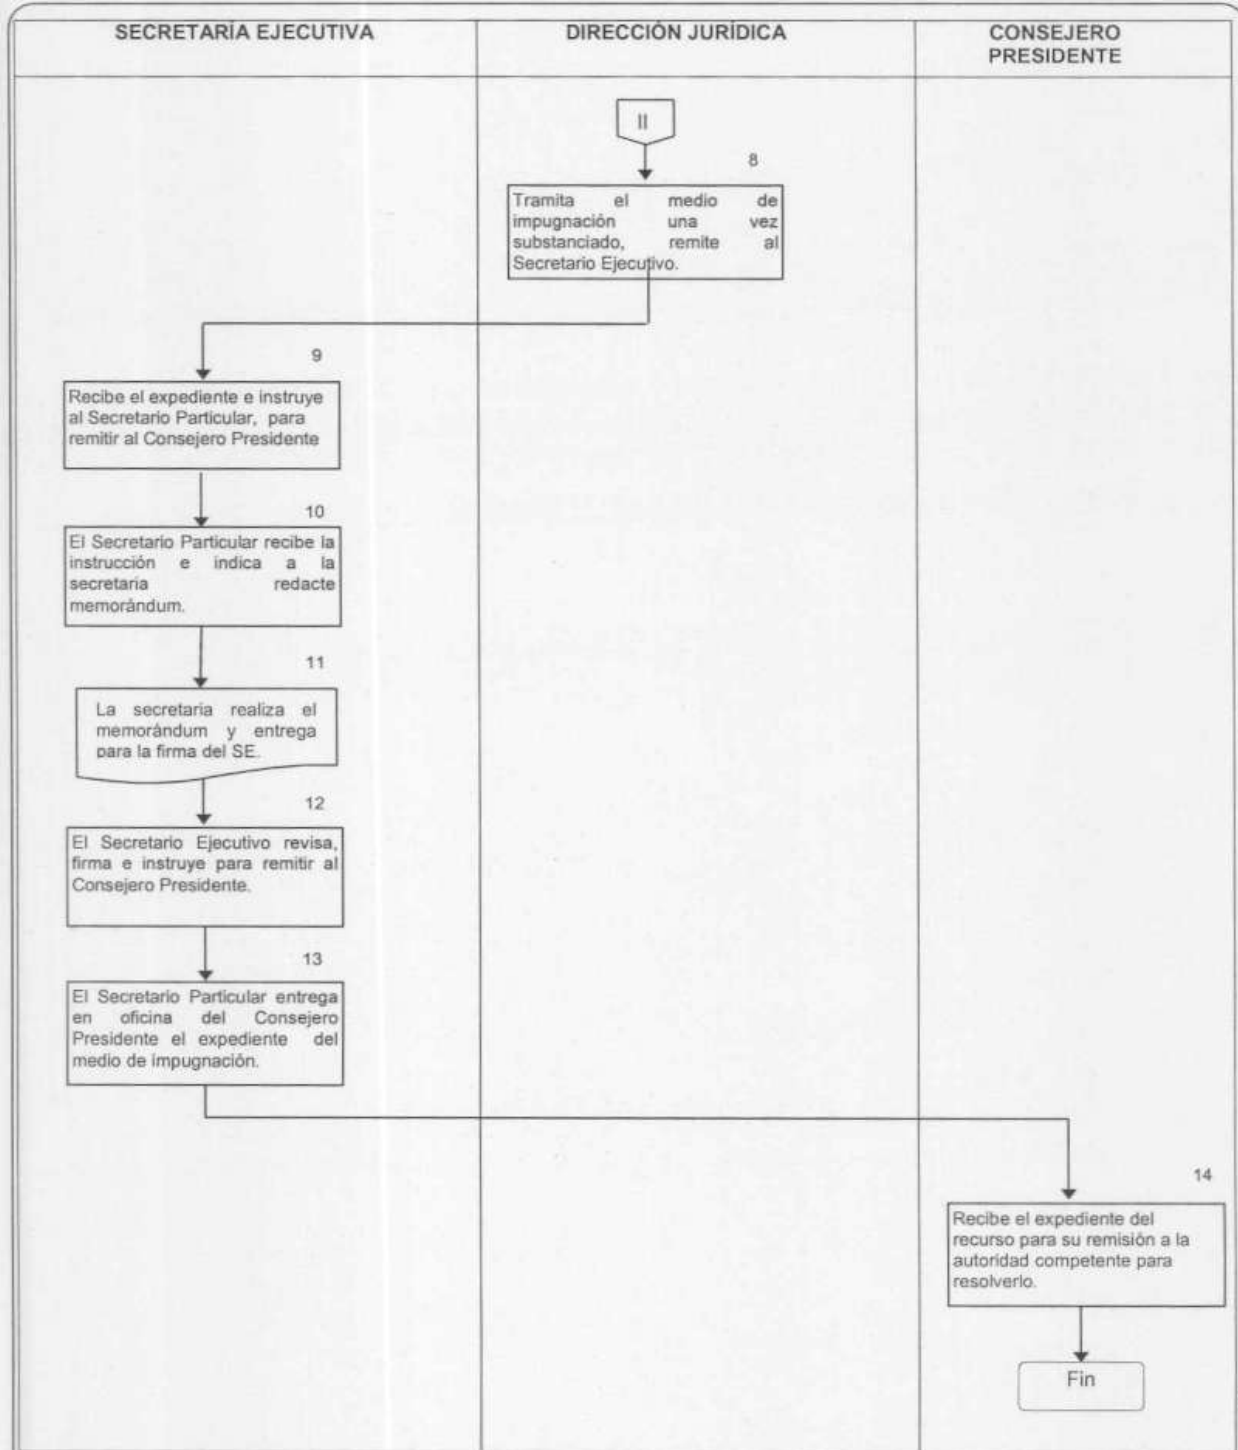 SECRETARÍA EJECUTIVA
DIRECCIÓN JURÍDICA
CONSEJERO
PRESIDENTE
II
8
Tramita el medio de
impugnación una vez
substanciado, remite al
Secretario Ejecutivo.
9
Recibe el expediente e instruye
al Secretario Particular, para
remitir al Consejero Presidente
10
El Secretario Particular recibe la
instrucción e indica a la
secretaria redacte
memorándum.
11
La secretaria realiza el
memorándum y entrega
para la firma del SE.
12
El Secretario Ejecutivo revisa,
firma e instruye para remitir al
Consejero Presidente.
13
El Secretario Particular entrega
en oficina del Consejero
Presidente el expediente del
medio de impugnación.
14
Recibe el expediente del
recurso para su remisión a la
autoridad competente para
resolverlo.
Fin